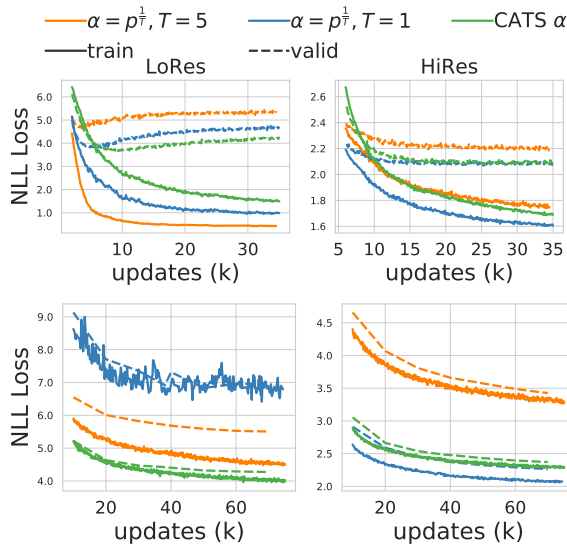 α = p^{1/T}, T = 5 α = p^{1/T}, T = 1 CATS α
train valid
LoRes HiRes
NLL Loss
6.0
5.0
4.0
3.0
2.0
1.0
10 20 30
updates (k)
2.6
2.4
2.2
2.0
1.8
1.6
5 10 15 20 25 30 35
updates (k)
NLL Loss
9.0
8.0
7.0
6.0
5.0
4.0
20 40 60
updates (k)
4.5
4.0
3.5
3.0
2.5
2.0
20 40 60
updates (k)